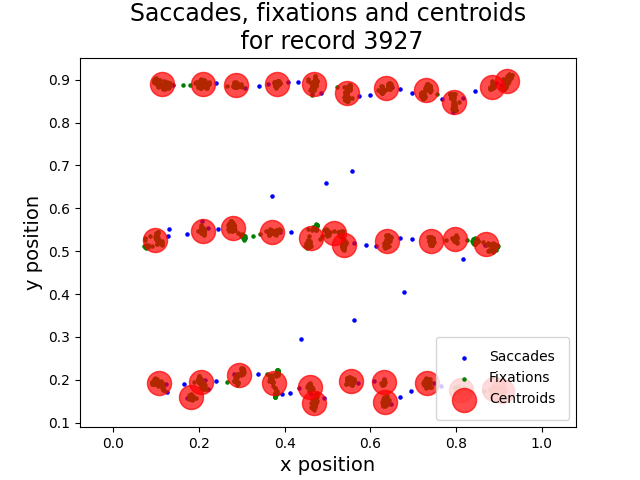 Saccades, fixations and centroids
for record 3927
y position
0.9
0.8
0.7
0.6
0.5
0.4
0.3
0.2
0.1
Saccades
Fixations
Centroids
0.0 0.2 0.4 0.6 0.8 1.0
x position